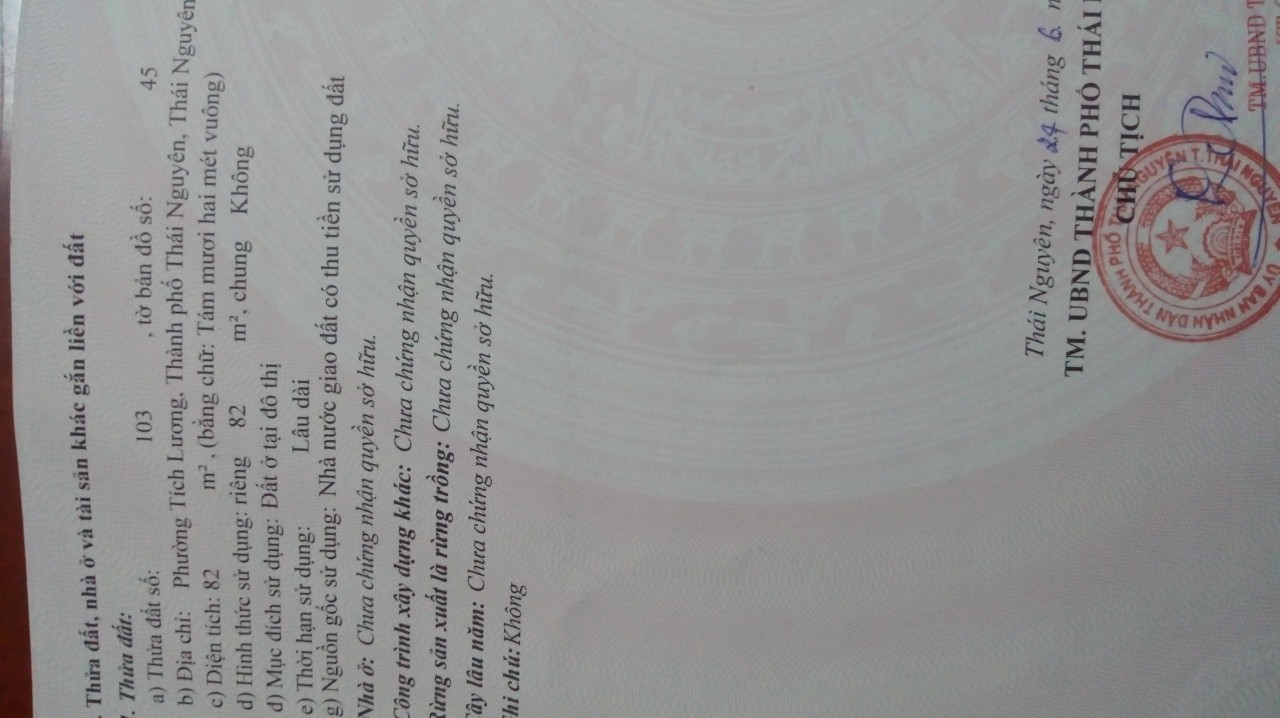 . Thửa đất, nhà ở và tài sản khác gắn liền với đất
. Thửa đất:
a) Thửa đất số: 103 , tờ bản đồ số: 45
b) Địa chỉ: Phường Tích Lương, Thành phố Thái Nguyên, Thái Nguyên
c) Diện tích: 82 m² , (bằng chữ: Tám mươi hai mét vuông)
d) Hình thức sử dụng: riêng 82 m², chung Không
đ) Mục đích sử dụng: Đất ở tại đô thị
e) Thời hạn sử dụng: Lâu dài
g) Nguồn gốc sử dụng: Nhà nước giao đất có thu tiền sử dụng đất
Nhà ở: Chưa chứng nhận quyền sở hữu.
Công trình xây dựng khác: Chưa chứng nhận quyền sở hữu.
Rừng sản xuất là rừng trồng: Chưa chứng nhận quyền sở hữu.
ây lâu năm: Chưa chứng nhận quyền sở hữu.
hi chú: Không
Thái Nguyên, ngày 24 tháng 6 n
TM. UBND THÀNH PHỐ THÁI
CHỦ TỊCH
ỦY BAN NHÂN DÂN THÀNH PHỐ T. NGUYÊN T. THÁI NGUYÊN
TM.UBND T